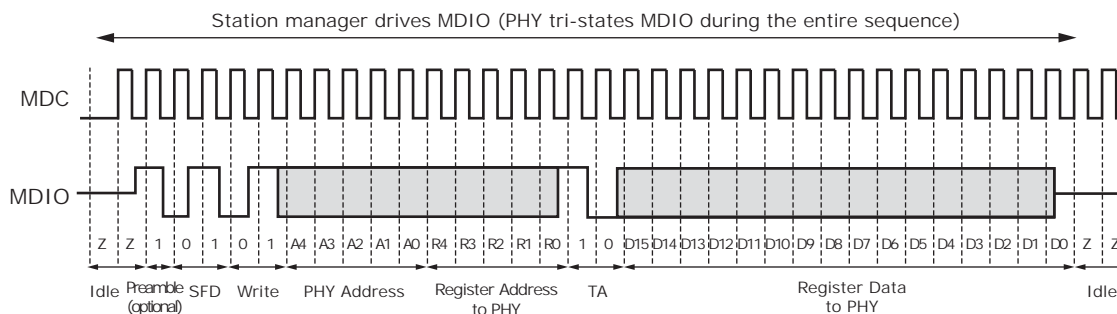 Station manager drives MDIO (PHY tri-states MDIO during the entire sequence)
MDC
MDIO
Z Z 1 0 1 0 1 A4 A3 A2 A1 A0 R4 R3 R2 R1 R0 1 0 D15 D14 D13 D12 D11 D10 D9 D8 D7 D6 D5 D4 D3 D2 D1 D0 Z Z
Idle Preamble (optional) SFD Write PHY Address Register Address to PHY TA Register Data to PHY Idle